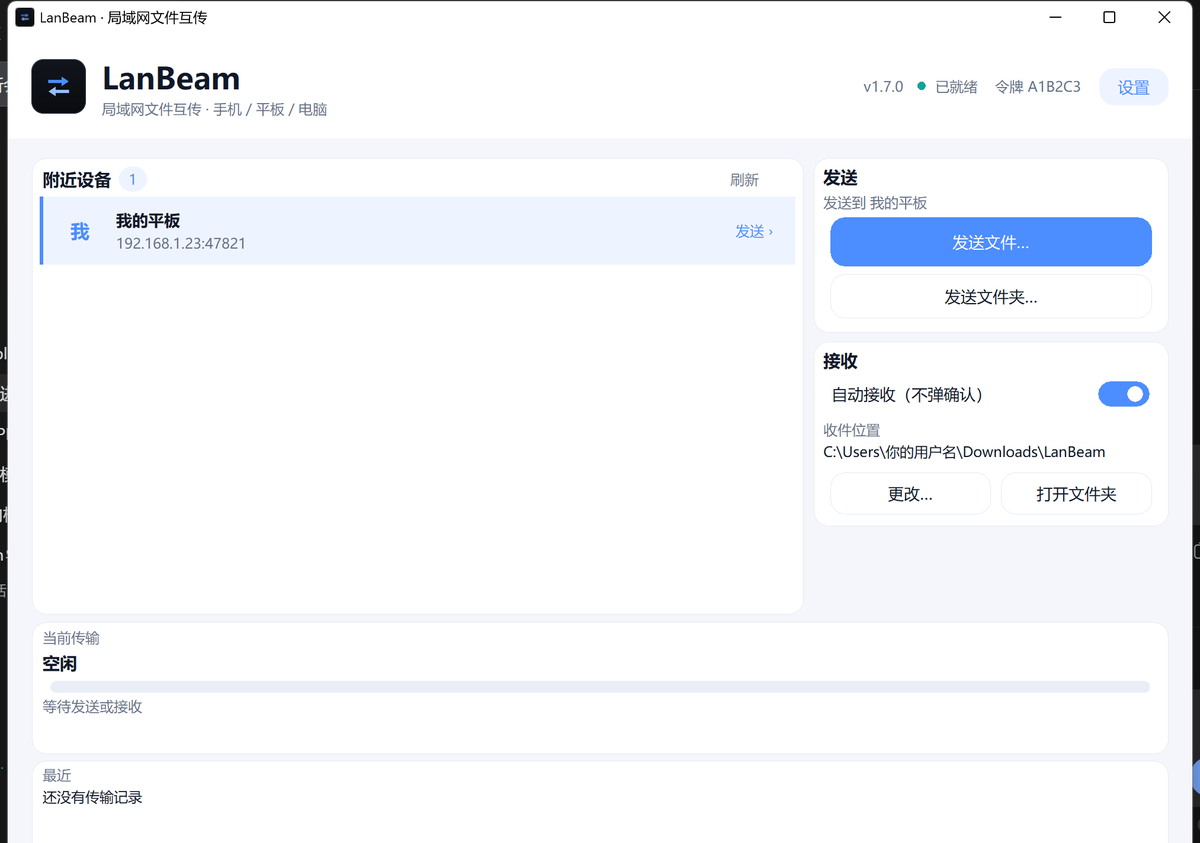 LanBeam · 局域网文件互传
LanBeam
局域网文件互传 · 手机 / 平板 / 电脑
v1.7.0 已就绪 令牌 A1B2C3 设置
附近设备 1 刷新
我 我的平板
192.168.1.23:47821
发送 ›
发送
发送到 我的平板
发送文件...
发送文件夹...
接收
自动接收（不弹确认）
收件位置
C:\Users\你的用户名\Downloads\LanBeam
更改... 打开文件夹
当前传输
空闲
等待发送或接收
最近
还没有传输记录